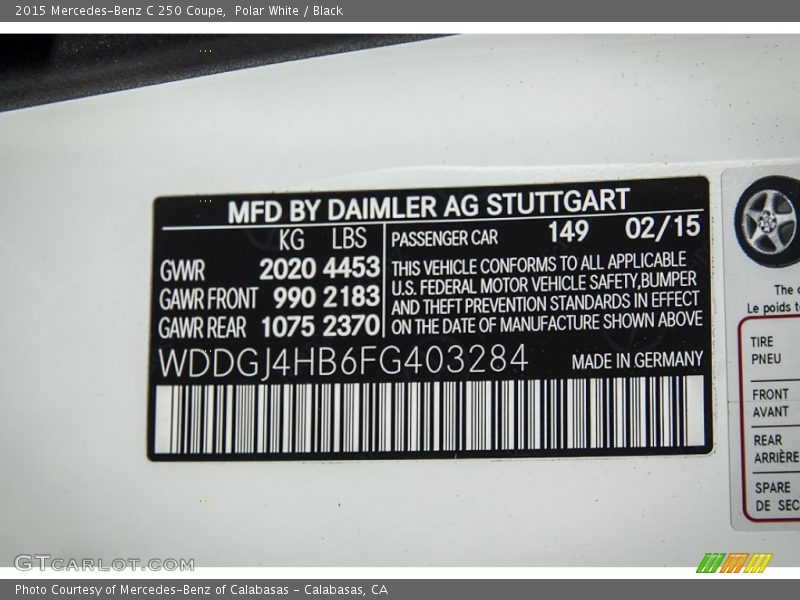 2015 Mercedes-Benz C 250 Coupe,  Polar White / Black
MFD BY DAIMLER AG STUTTGART
KG LBS
GWR 2020 4453
GAWR FRONT 990 2183
GAWR REAR 1075 2370
PASSENGER CAR 149 02/15
THIS VEHICLE CONFORMS TO ALL APPLICABLE
U.S. FEDERAL MOTOR VEHICLE SAFETY,BUMPER
AND THEFT PREVENTION STANDARDS IN EFFECT
ON THE DATE OF MANUFACTURE SHOWN ABOVE
WDDGJ4HB6FG403284
MADE IN GERMANY
The
Le poids
TIRE
PNEU
FRONT
AVANT
REAR
ARRIÈRE
SPARE
DE
GTCARLOT.COM
Photo Courtesy of Mercedes-Benz of Calabasas - Calabasas, CA